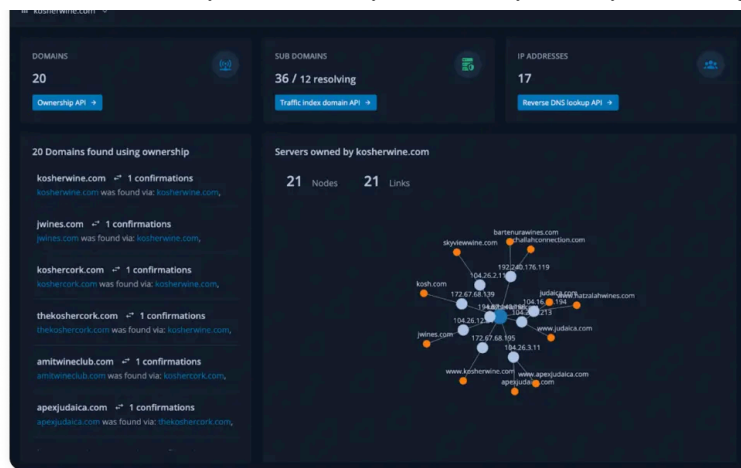 kosherwine.com
DOMAINS
20
Ownership API →
SUB DOMAINS
36 / 12 resolving
Traffic index domain API →
IP ADDRESSES
17
Reverse DNS lookup API →
20 Domains found using ownership
kosherwine.com 1 confirmations
kosherwine.com was found via: kosherwine.com,
jwines.com 1 confirmations
jwines.com was found via: kosherwine.com,
koshercork.com 1 confirmations
koshercork.com was found via: kosherwine.com,
thekoshercork.com 1 confirmations
thekoshercork.com was found via: kosherwine.com,
amitwineclub.com 1 confirmations
amitwineclub.com was found via: koshercork.com,
apexjudaica.com 1 confirmations
apexjudaica.com was found via: thekoshercork.com,
Servers owned by kosherwine.com
21 Nodes 21 Links
bartenurawines.com
challahconnection.com
skyviewwine.com
192.240.176.119
104.26.2.11
kosh.com
172.67.68.139
judaica.com
www.hatzalahwines.com
www.judaica.com
jwines.com
172.67.68.195
104.26.3.11
www.kosherwine.com
www.apexjudaica.com